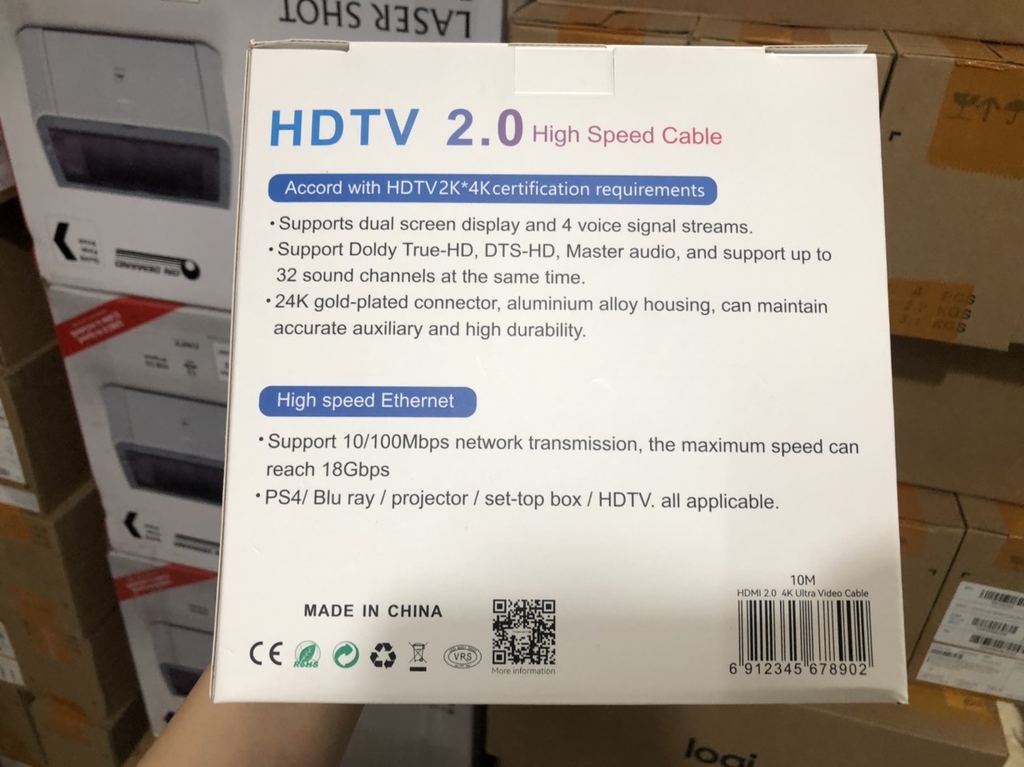 LASER SHOT
HDTV 2.0 High Speed Cable
Accord with HDTV2K*4Kcertification requirements
•Supports dual screen display and 4 voice signal streams.
•Support Doldy True-HD, DTS-HD, Master audio, and support up to
32 sound channels at the same time.
•24K gold-plated connector, aluminium alloy housing, can maintain
accurate auxiliary and high durability.
High speed Ethernet
•Support 10/100Mbps network transmission, the maximum speed can
reach 18Gbps
•PS4/ Blu ray / projector / set-top box / HDTV. all applicable.
10M
HDMI 2.0 4K Ultra Video Cable
MADE IN CHINA
CE RoHS VRS
More information
6 912345 678902
ON DEMAND
logi